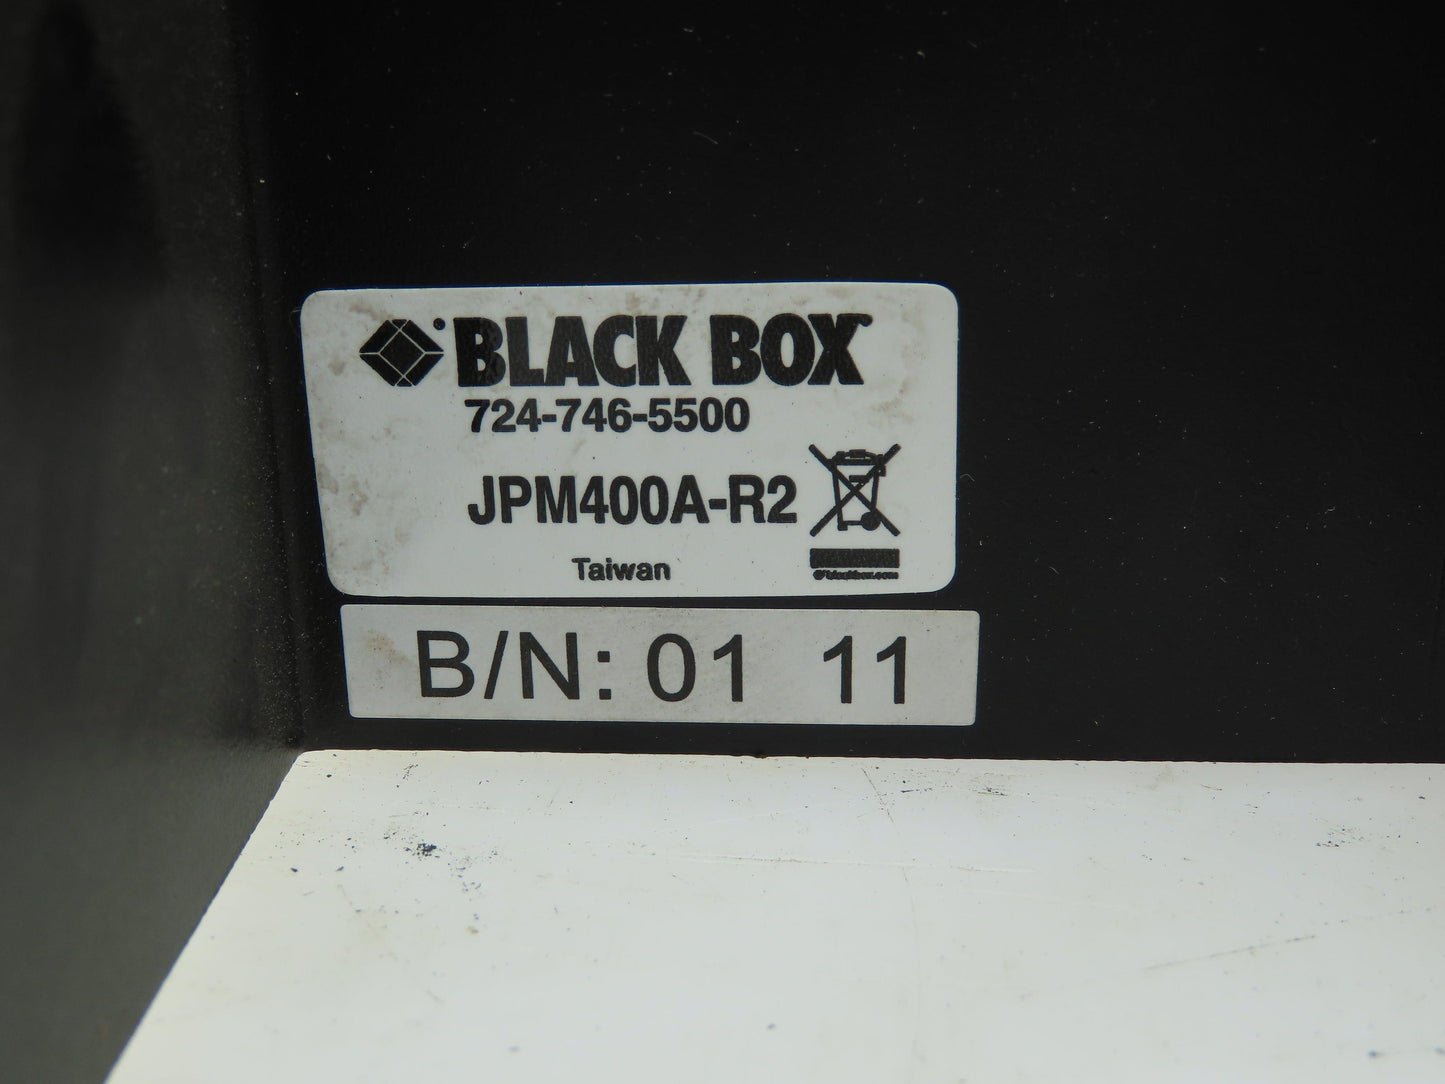 BLACK BOX
724-746-5500
JPM400A-R2
Taiwan
B/N: 01 11